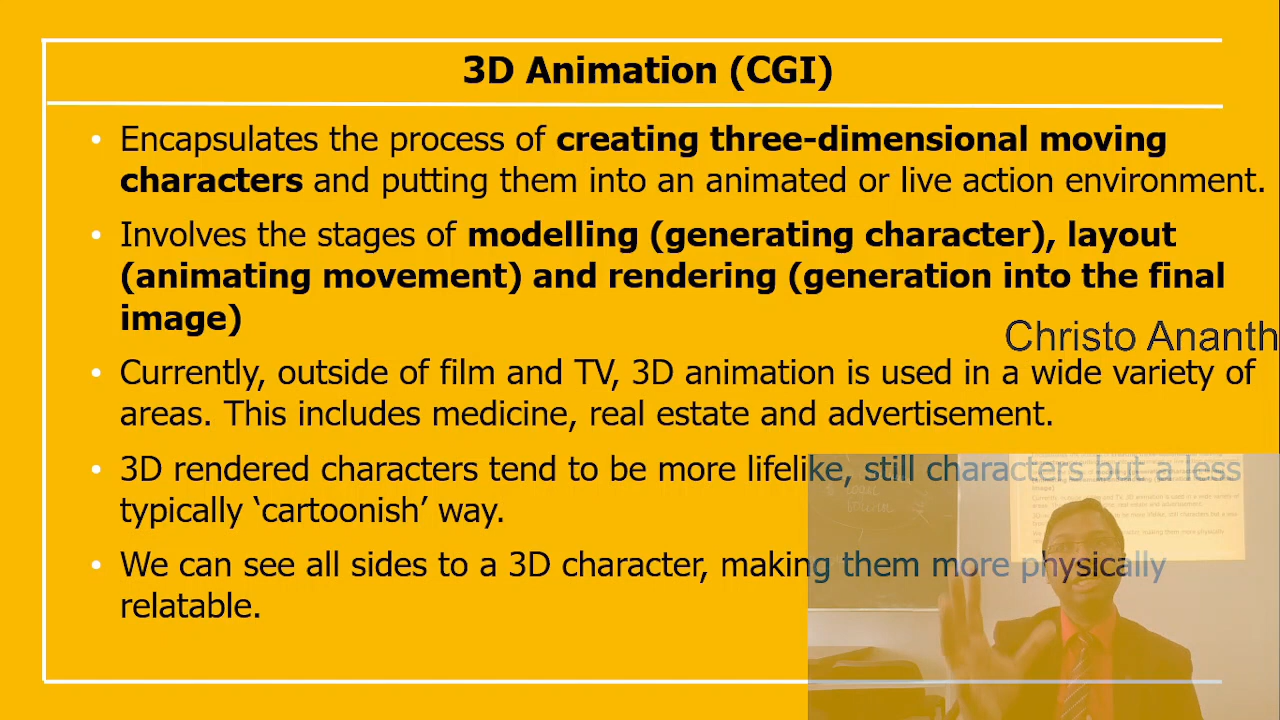 3D Animation (CGI)
• Encapsulates the process of creating three-dimensional moving
characters and putting them into an animated or live action environment.
• Involves the stages of modelling (generating character), layout
(animating movement) and rendering (generation into the final
image)
Christo Ananth
• Currently, outside of film and TV, 3D animation is used in a wide variety of
areas. This includes medicine, real estate and advertisement.
• 3D rendered characters tend to be more lifelike, still characters but a less
typically ‘cartoonish’ way.
• We can see all sides to a 3D character, making them more physically
relatable.